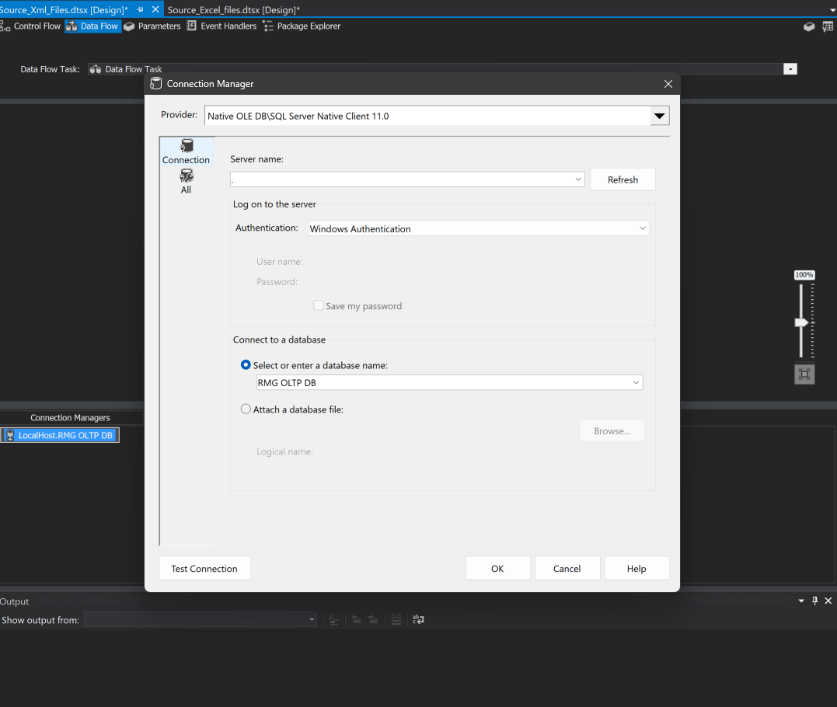 Source_Xml_Files.dtsx [Design]*
Source_Excel_files.dtsx [Design]*
Control Flow
Data Flow
Parameters
Event Handlers
Package Explorer
Data Flow Task:
Data Flow Task
Connection Manager
Provider:
Native OLE DB\SQL Server Native Client 11.0
Connection
All
Server name:
.
Refresh
Log on to the server
Authentication:
Windows Authentication
User name:
Password:
Save my password
Connect to a database
Select or enter a database name:
RMG OLTP DB
Attach a database file:
Browse...
Logical name:
Test Connection
OK
Cancel
Help
100%
Connection Managers
LocalHost.RMG OLTP DB
Output
Show output from: